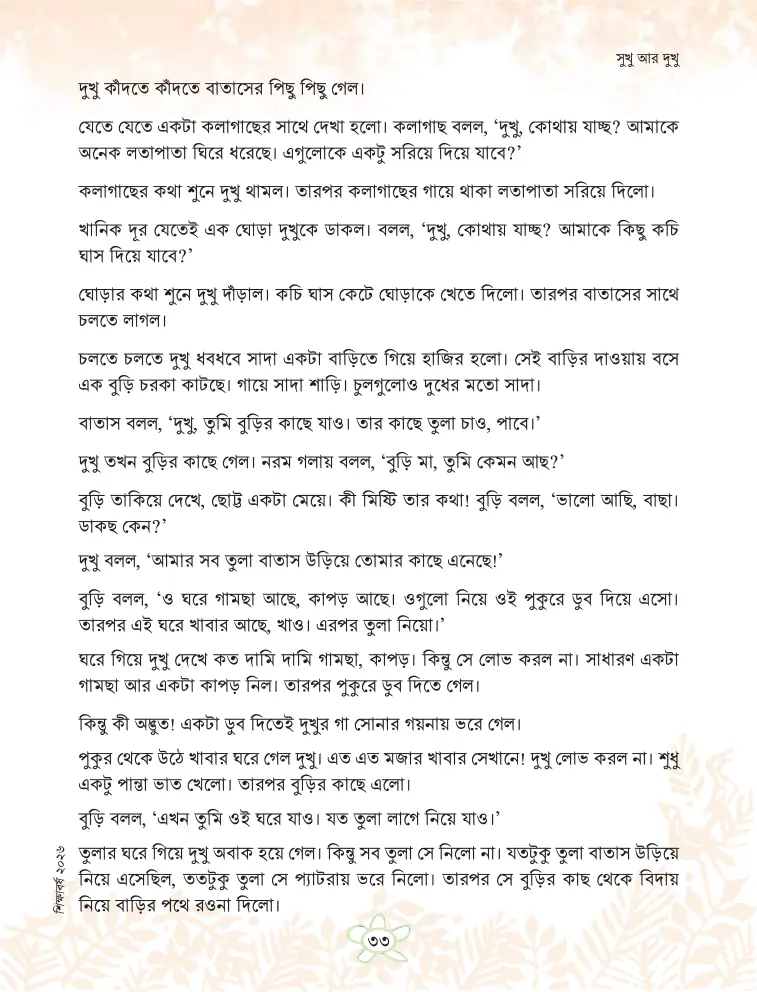 সুখু আর দুখু
দুখু কাঁদতে কাঁদতে বাতাসের পিছু পিছু গেল।
যেতে যেতে একটা কলাগাছের সাথে দেখা হলো। কলাগাছ বলল, ‘দুখু, কোথায় যাচ্ছ? আমাকে
অনেক লতাপাতা ঘিরে ধরেছে। এগুলোকে একটু সরিয়ে দিয়ে যাবে?’
কলাগাছের কথা শুনে দুখু থামল। তারপর কলাগাছের গায়ে থাকা লতাপাতা সরিয়ে দিলো।
খানিক দূর যেতেই এক ঘোড়া দুখুকে ডাকল। বলল, ‘দুখু, কোথায় যাচ্ছ? আমাকে কিছু কচি
ঘাস দিয়ে যাবে?’
ঘোড়ার কথা শুনে দুখু দাঁড়াল। কচি ঘাস কেটে ঘোড়াকে খেতে দিলো। তারপর বাতাসের সাথে
চলতে লাগল।
চলতে চলতে দুখু ধবধবে সাদা একটা বাড়িতে গিয়ে হাজির হলো। সেই বাড়ির দাওয়ায় বসে
এক বুড়ি চরকা কাটছে। গায়ে সাদা শাড়ি। চুলগুলোও দুধের মতো সাদা।
বাতাস বলল, ‘দুখু, তুমি বুড়ির কাছে যাও। তার কাছে তুলা চাও, পাবে।’
দুখু তখন বুড়ির কাছে গেল। নরম গলায় বলল, ‘বুড়ি মা, তুমি কেমন আছ?’
বুড়ি তাকিয়ে দেখে, ছোট্ট একটা মেয়ে। কী মিষ্টি তার কথা! বুড়ি বলল, ‘ভালো আছি, বাছা।
ডাকছ কেন?’
দুখু বলল, ‘আমার সব তুলা বাতাস উড়িয়ে তোমার কাছে এনেছে!’
বুড়ি বলল, ‘ও ঘরে গামছা আছে, কাপড় আছে। ওগুলো নিয়ে ওই পুকুরে ডুব দিয়ে এসো।
তারপর এই ঘরে খাবার আছে, খাও। এরপর তুলা নিয়ো।’
ঘরে গিয়ে দুখু দেখে কত দামি দামি গামছা, কাপড়। কিন্তু সে লোভ করল না। সাধারণ একটা
গামছা আর একটা কাপড় নিল। তারপর পুকুরে ডুব দিতে গেল।
কিন্তু কী অদ্ভুত! একটা ডুব দিতেই দুখুর গা সোনার গয়নায় ভরে গেল।
পুকুর থেকে উঠে খাবার ঘরে গেল দুখু। এত এত মজার খাবার সেখানে! দুখু লোভ করল না। শুধু
একটু পান্তা ভাত খেলো। তারপর বুড়ির কাছে এলো।
বুড়ি বলল, ‘এখন তুমি ওই ঘরে যাও। যত তুলা লাগে নিয়ে যাও।’
তুলার ঘরে গিয়ে দুখু অবাক হয়ে গেল। কিন্তু সব তুলা সে নিলো না। যতটুকু তুলা বাতাস উড়িয়ে
নিয়ে এসেছিল, ততটুকু তুলা সে প্যাটরায় ভরে নিলো। তারপর সে বুড়ির কাছ থেকে বিদায়
নিয়ে বাড়ির পথে রওনা দিলো।
শিক্ষাবর্ষ ২০২৬
৩৩